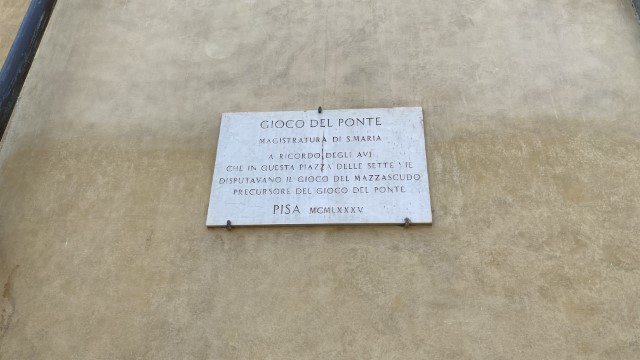 GIOCO DEL PONTE
MAGISTRATURA DI S.MARIA
A RICORDO DEGLI AVI
CHE IN QUESTA PIAZZA DELLE SETTE VIE
DISPUTAVANO IL GIOCO DEL MAZZASCUDO
PRECURSORE DEL GIOCO DEL PONTE.
PISA MCMLXXXV